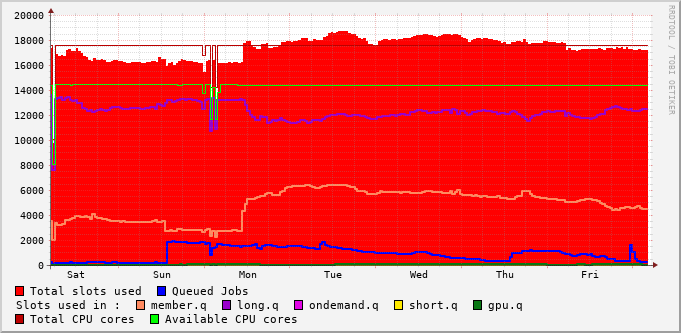 20000
18000
16000
14000
12000
10000
8000
6000
4000
2000
0
Sat Sun Mon Tue Wed Thu Fri
RRDTOOL / TOBI OETIKER
Total slots used Queued Jobs
Slots used in : member.q long.q ondemand.q short.q gpu.q
Total CPU cores Available CPU cores